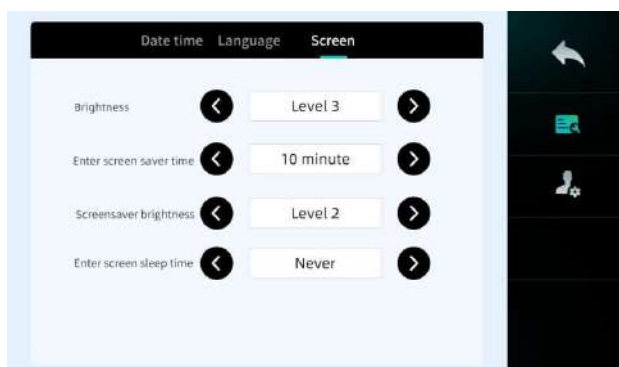 Date time Language Screen
Brightness Level 3
Enter screen saver time 10 minute
Screensaver brightness Level 2
Enter screen sleep time Never